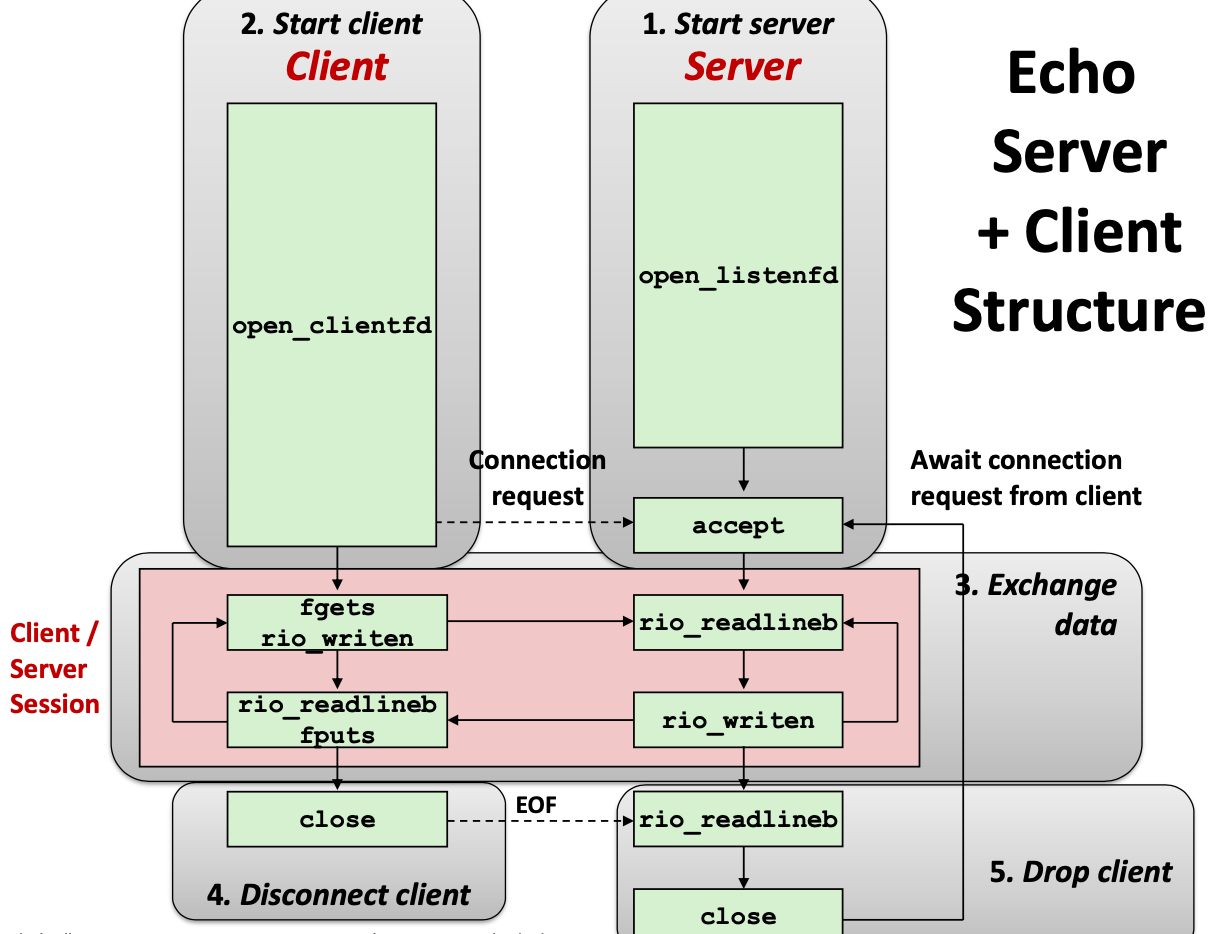 2. Start client
Client
1. Start server
Server
Echo
Server
+ Client
Structure
open_clientfd
open_listenfd
Connection
request
Await connection
request from client
accept
3. Exchange
data
Client /
Server
Session
fgets
rio_writen
rio_readlineb
rio_readlineb
fputs
rio_writen
close
EOF
rio_readlineb
4. Disconnect client
5. Drop client
close